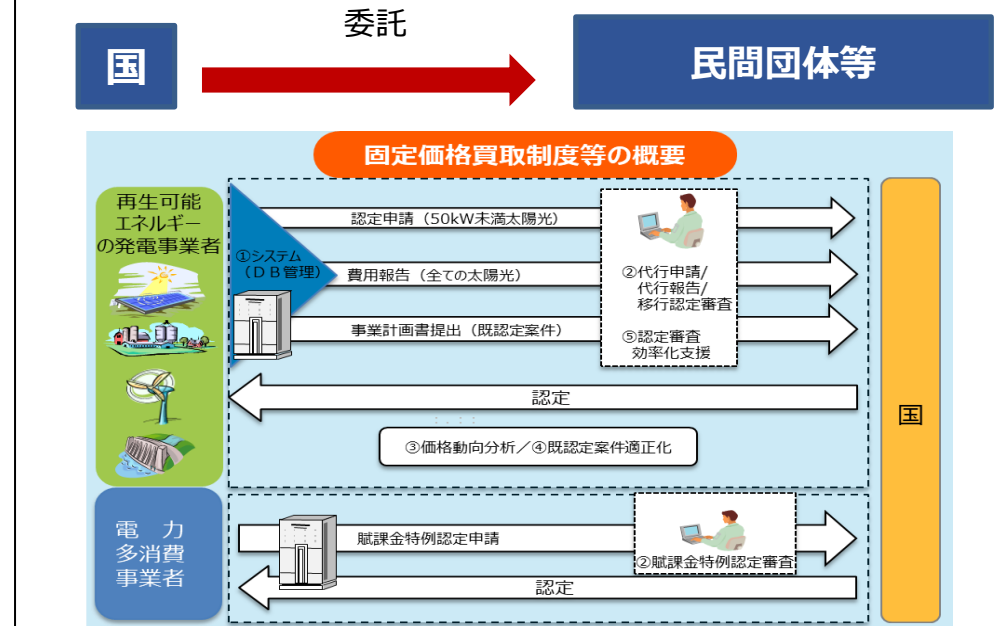 委託
国
民間団体等
固定価格買取制度等の概要
再生可能
エネルギー
の発電事業者
①システム
（ＤＢ管理）
認定申請（50kW未満太陽光）
費用報告（全ての太陽光）
事業計画書提出（既認定案件）
②代行申請/
代行報告/
移行認定審査
⑤認定審査
効率化支援
認定
③価格動向分析／④既認定案件適正化
国
電　力
多消費
事業者
賦課金特例認定申請
②賦課金特例認定審査
認定